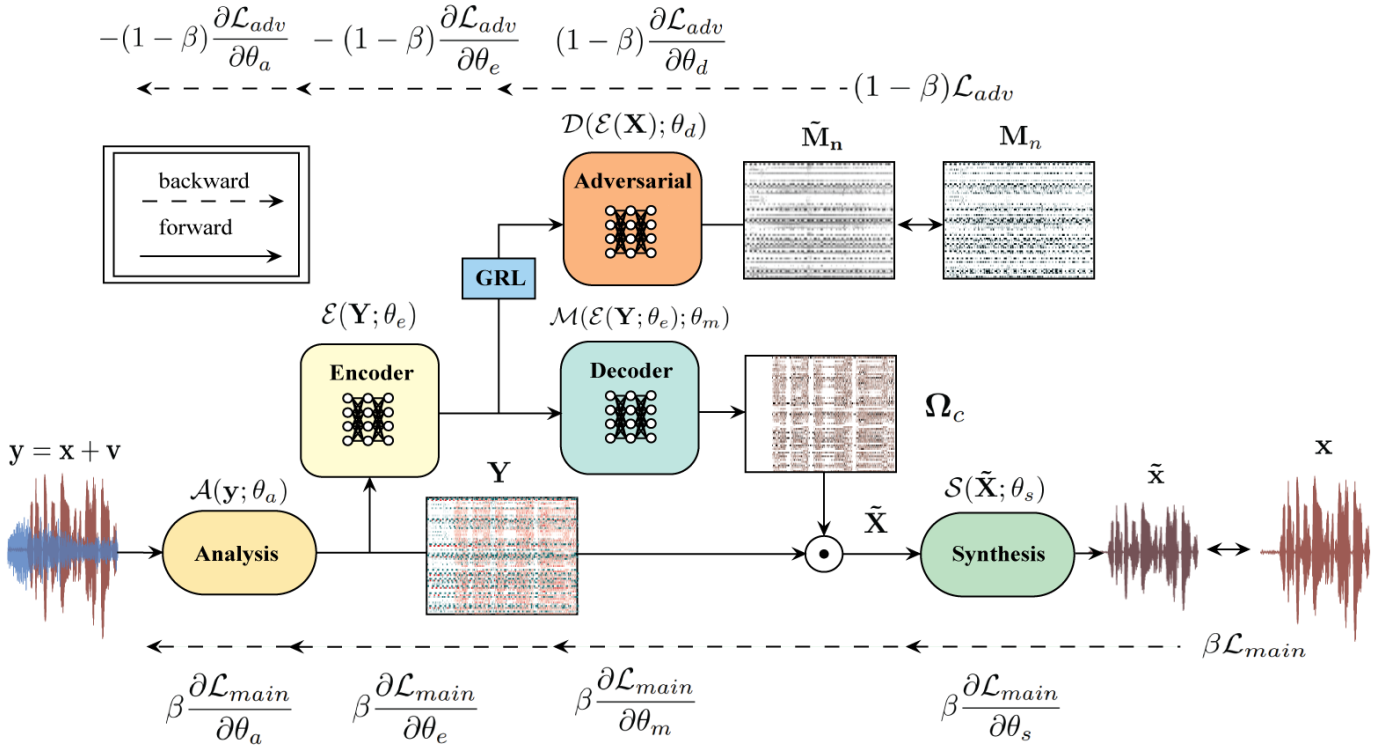 −(1 − β) ∂𝓛_adv/∂θ_a   − (1 − β) ∂𝓛_adv/∂θ_e   (1 − β) ∂𝓛_adv/∂θ_d
(1 − β)𝓛_adv
𝒟(ℰ(𝐗); θ_d)
𝐌̃_𝐧
𝐌_n
backward
forward
Adversarial
GRL
ℰ(𝐘; θ_e)
ℳ(ℰ(𝐘; θ_e); θ_m)
Encoder
Decoder
𝛀_c
𝐲 = 𝐱 + 𝐯
𝒜(𝐲; θ_a)
𝐘
𝐗̃
𝒮(𝐗̃; θ_s)
𝐱̃
𝐱
Analysis
Synthesis
β𝓛_main
β ∂𝓛_main/∂θ_a   β ∂𝓛_main/∂θ_e   β ∂𝓛_main/∂θ_m   β ∂𝓛_main/∂θ_s